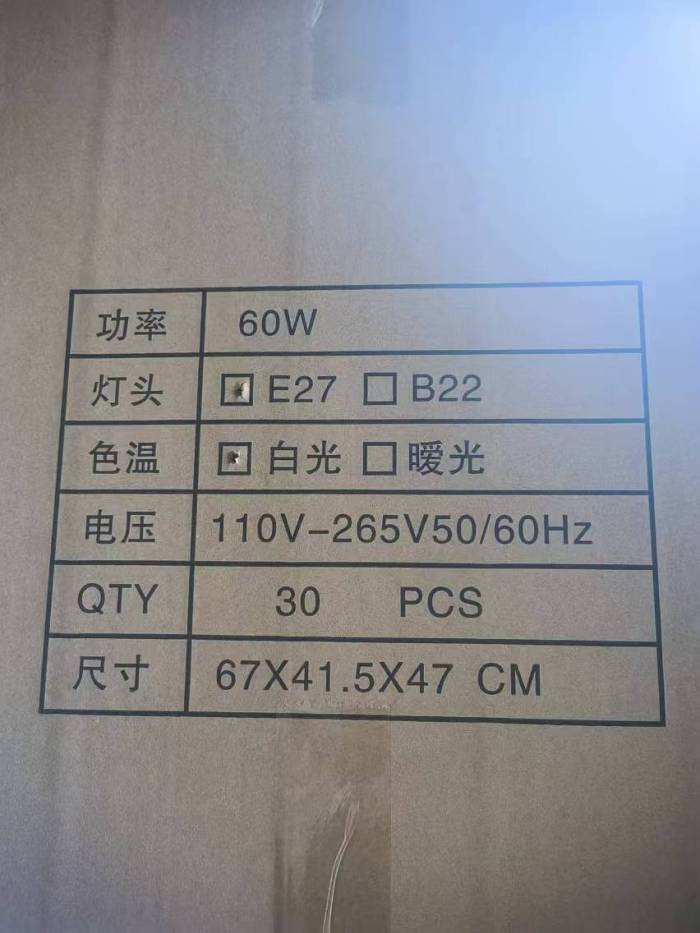 功率 60W
灯头 ☑E27 ☐B22
色温 ☑白光 ☐暧光
电压 110V-265V50/60Hz
QTY 30 PCS
尺寸 67X41.5X47 CM